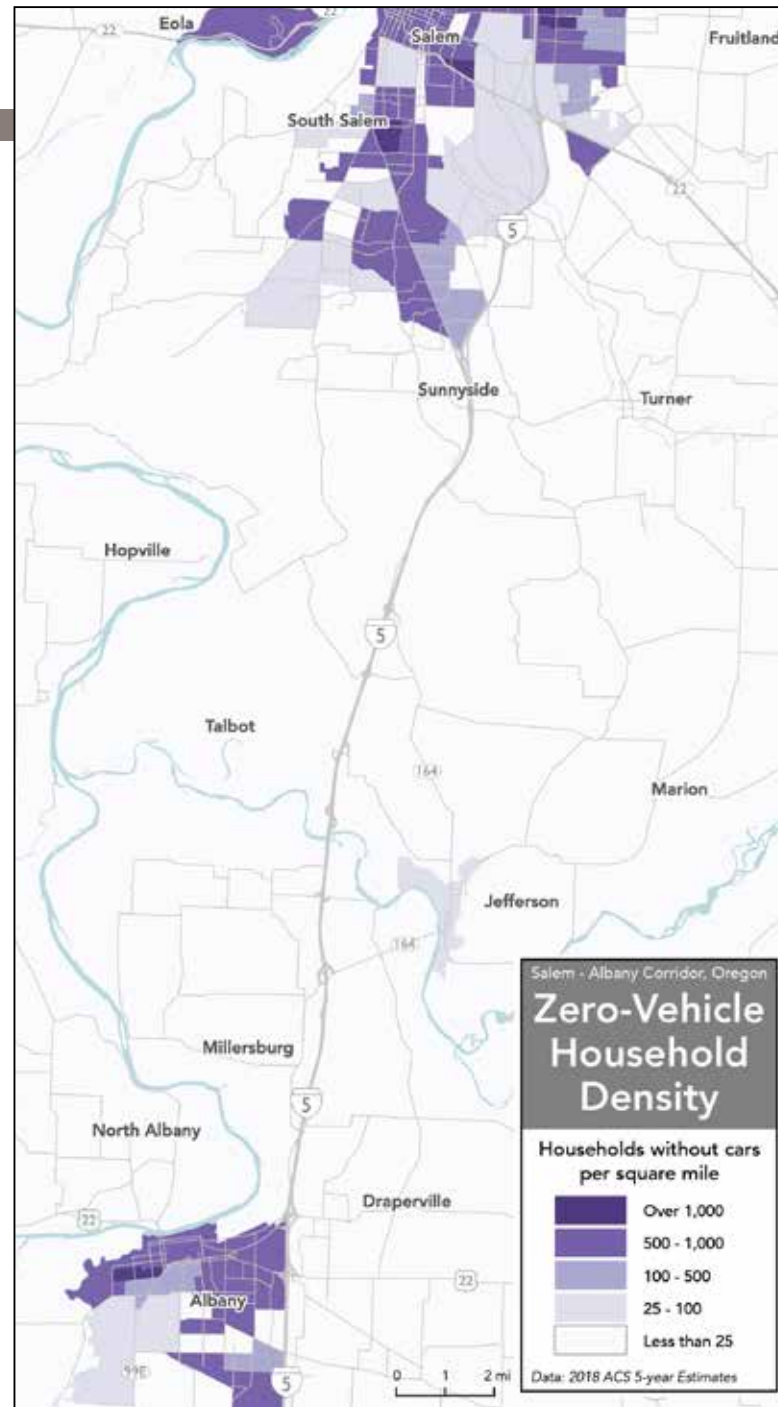 22
Eola
22
Salem
Fruitland
South Salem
22
5
Sunnyside
Turner
Hopville
5
Talbot
164
Marion
Jefferson
164
Millersburg
5
North Albany
22
Draperville
22
Albany
99E
5
0 1 2 mi
Salem - Albany Corridor, Oregon
Zero-Vehicle
Household
Density
Households without cars
per square mile
Over 1,000
500 - 1,000
100 - 500
25 - 100
Less than 25
Data: 2018 ACS 5-year Estimates